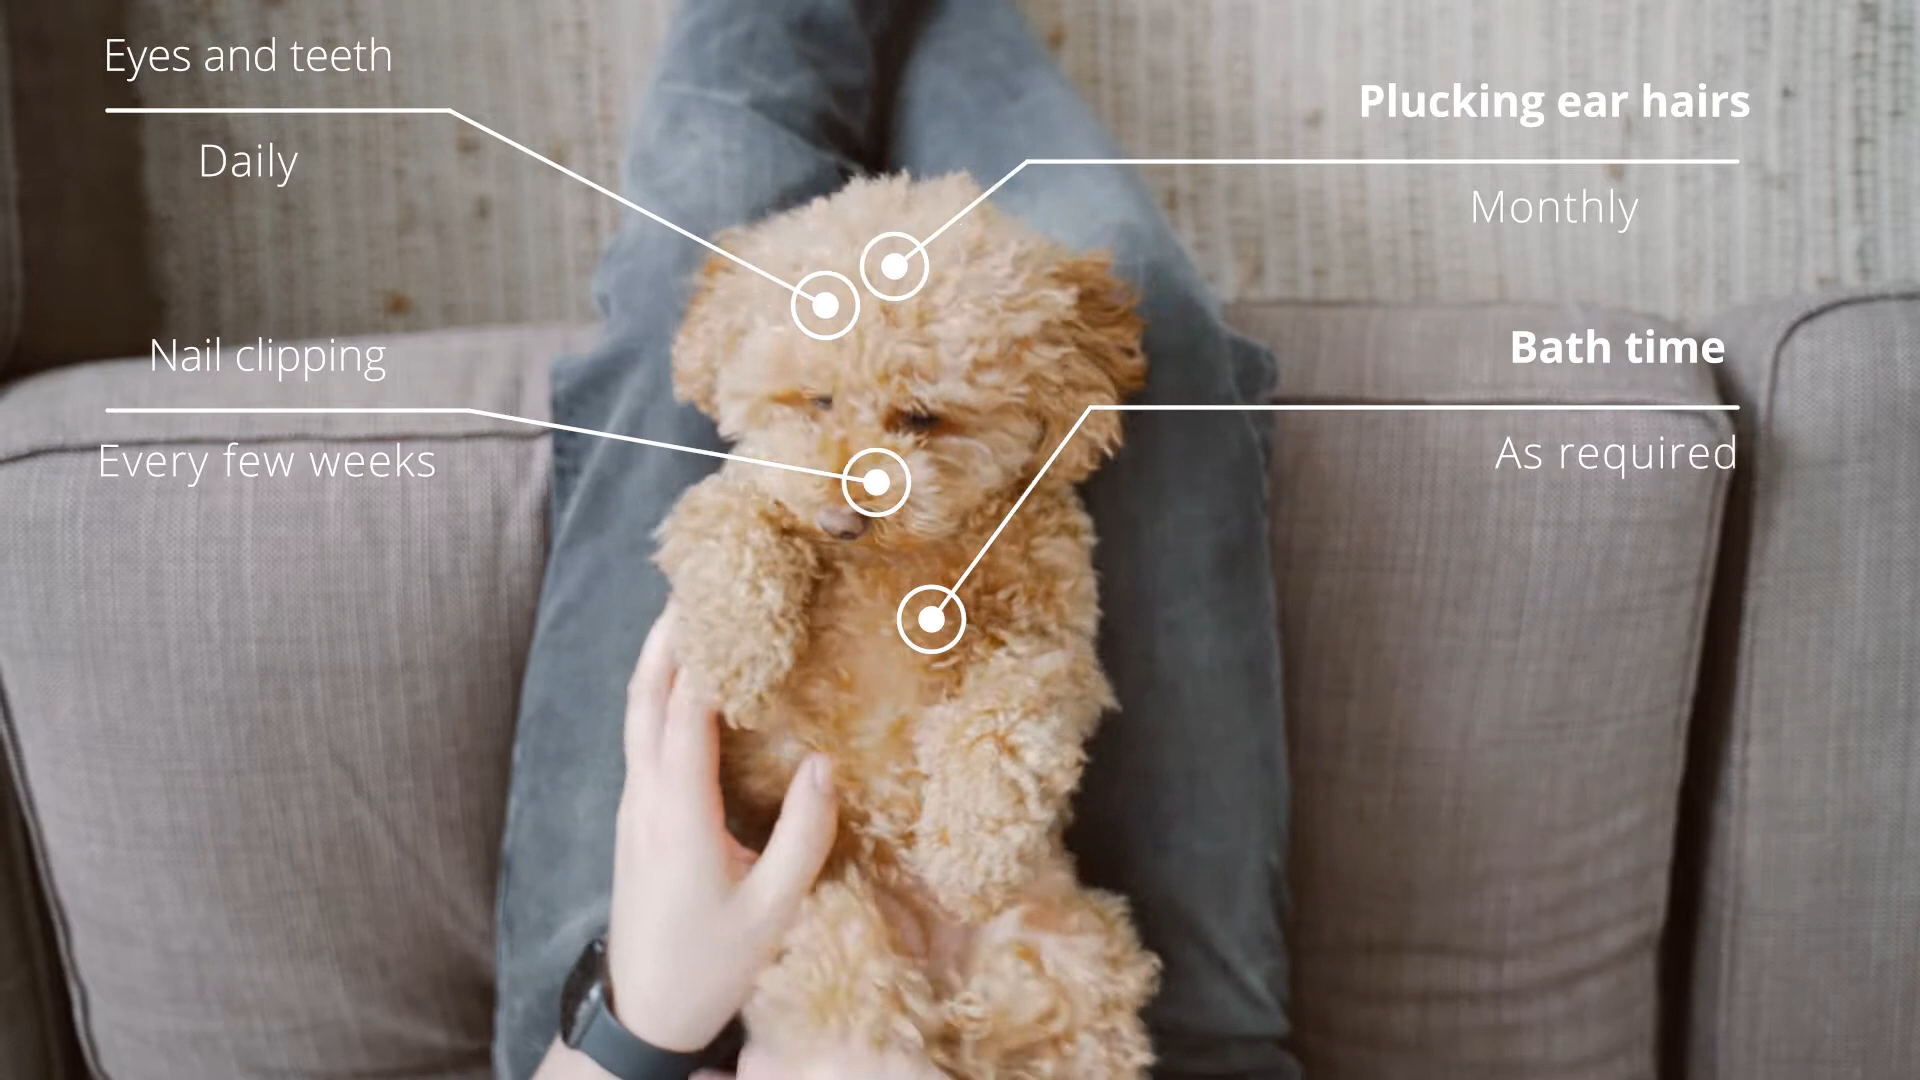 Eyes and teeth
Daily
Plucking ear hairs
Monthly
Nail clipping
Every few weeks
Bath time
As required